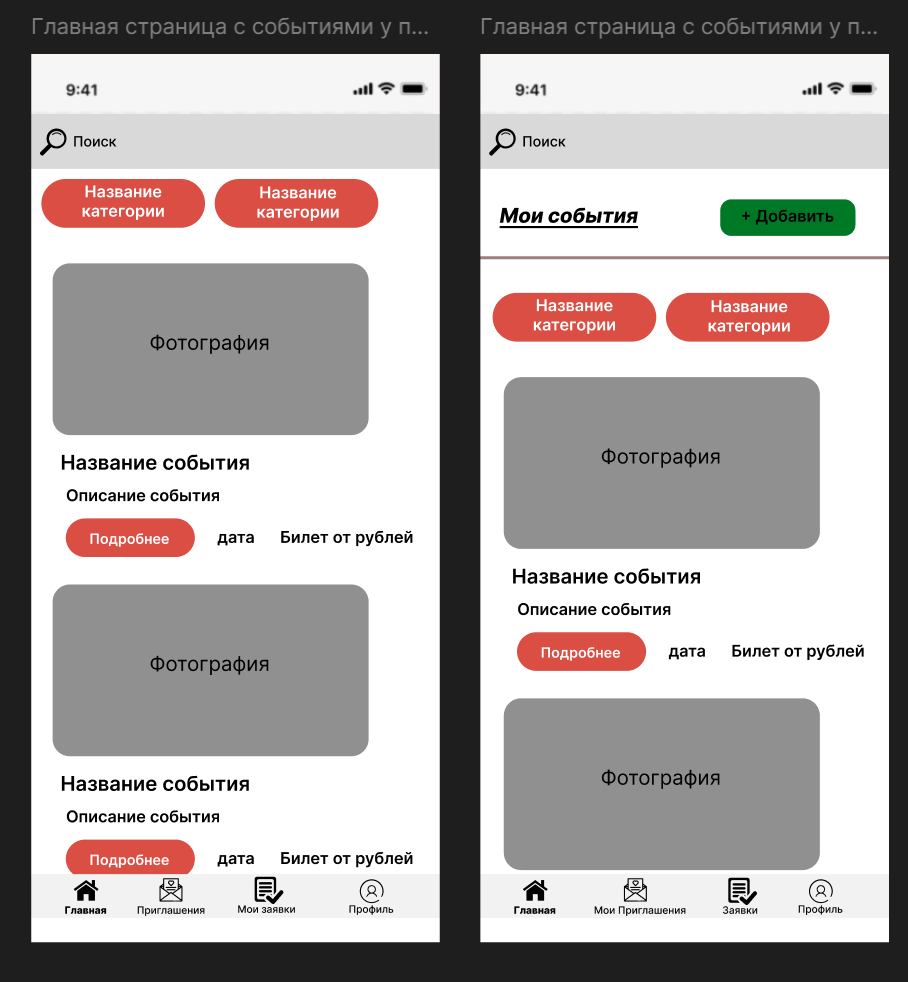 Главная страница с событиями у п...
9:41
Поиск
Название
категории
Название
категории
Фотография
Название события
Описание события
Подробнее
дата
Билет от рублей
Фотография
Название события
Описание события
Подробнее
дата
Билет от рублей
Главная
Приглашения
Мои заявки
Профиль
Главная страница с событиями у п...
9:41
Поиск
Мои события
+ Добавить
Название
категории
Название
категории
Фотография
Название события
Описание события
Подробнее
дата
Билет от рублей
Фотография
Главная
Мои Приглашения
Заявки
Профиль